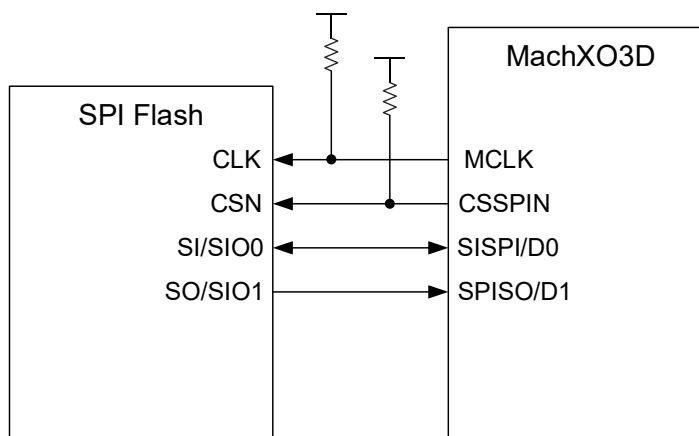 MachXO3D
SPI Flash
CLK
MCLK
CSN
CSSPIN
SI/SIO0
SISPI/D0
SO/SIO1
SPISO/D1